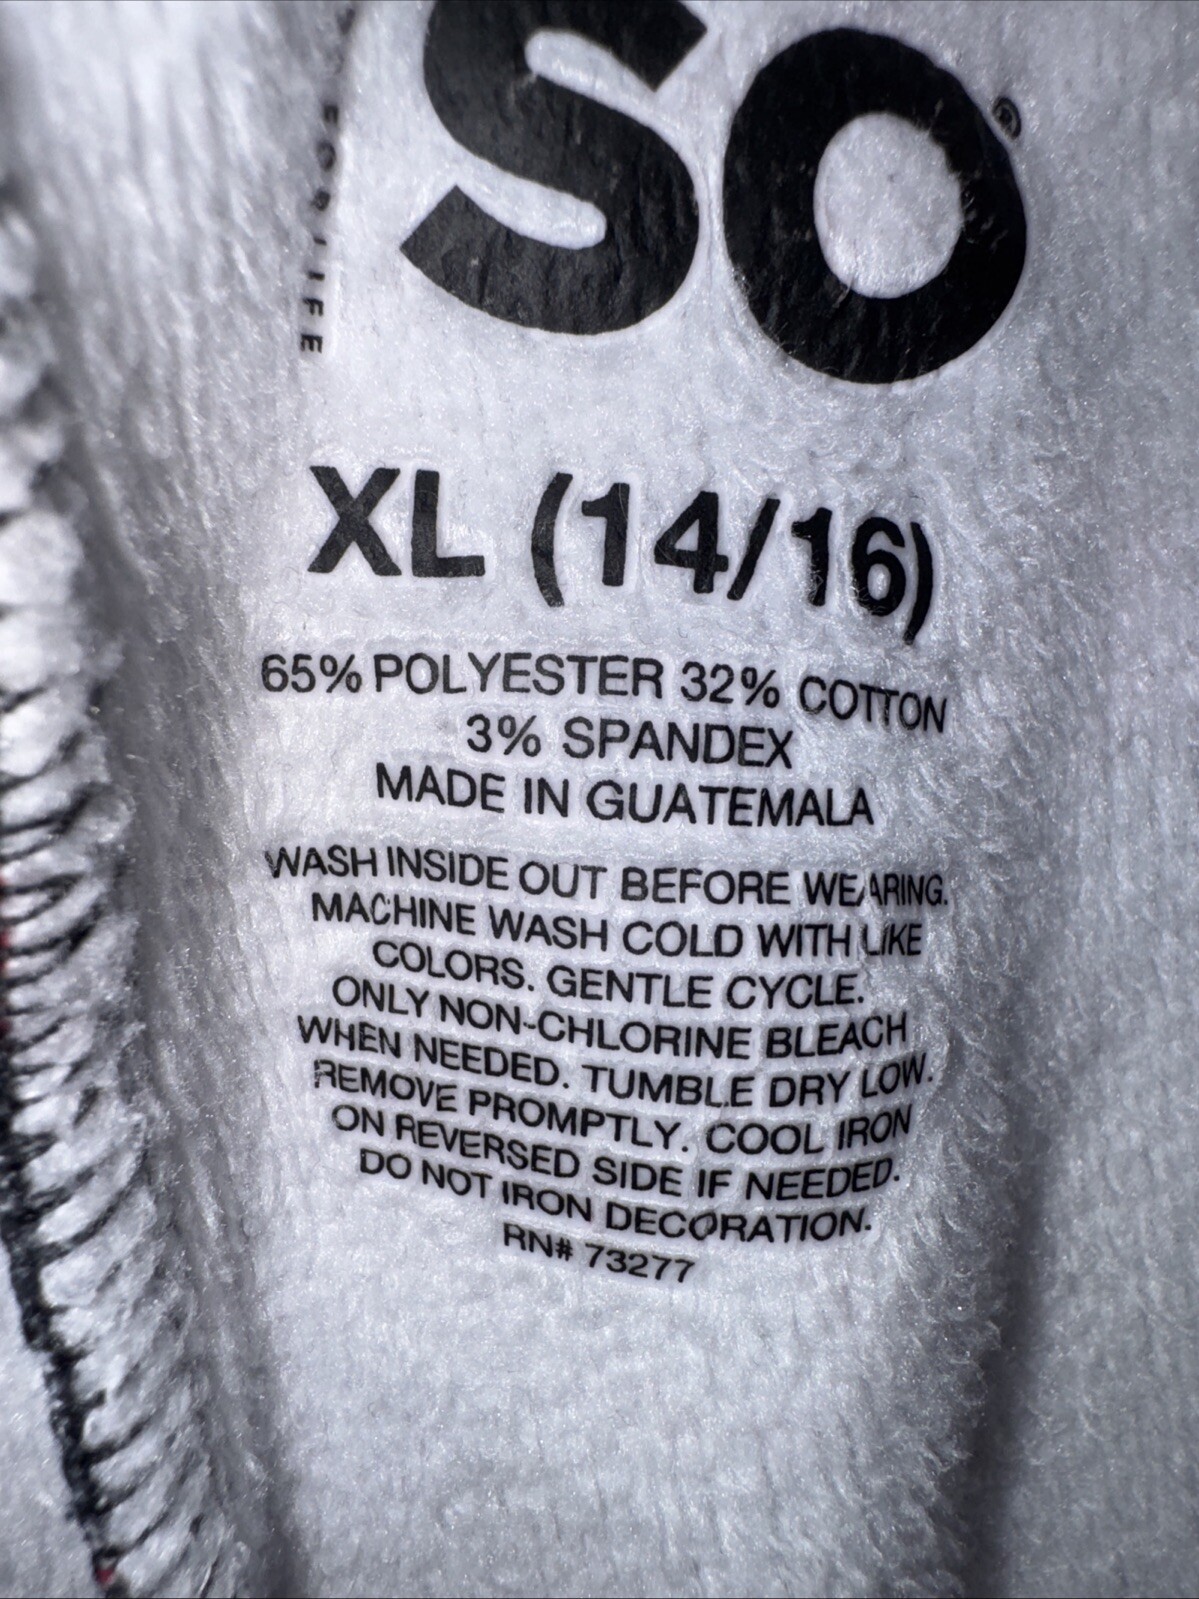 SO®
FOR LIFE
XL (14/16)
65% POLYESTER 32% COTTON
3% SPANDEX
MADE IN GUATEMALA
WASH INSIDE OUT BEFORE WEARING.
MACHINE WASH COLD WITH LIKE
COLORS. GENTLE CYCLE.
ONLY NON-CHLORINE BLEACH
WHEN NEEDED. TUMBLE DRY LOW.
REMOVE PROMPTLY. COOL IRON
ON REVERSED SIDE IF NEEDED.
DO NOT IRON DECORATION.
RN# 73277